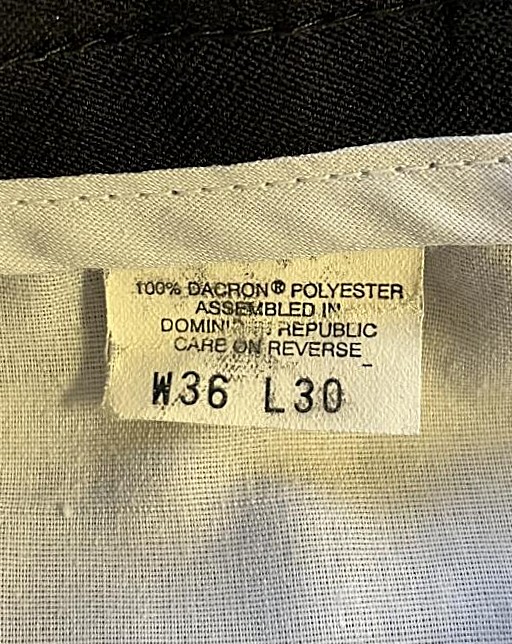 100% DACRON® POLYESTER
ASSEMBLED IN
REPUBLIC
CARE ON REVERSE
W36 L30